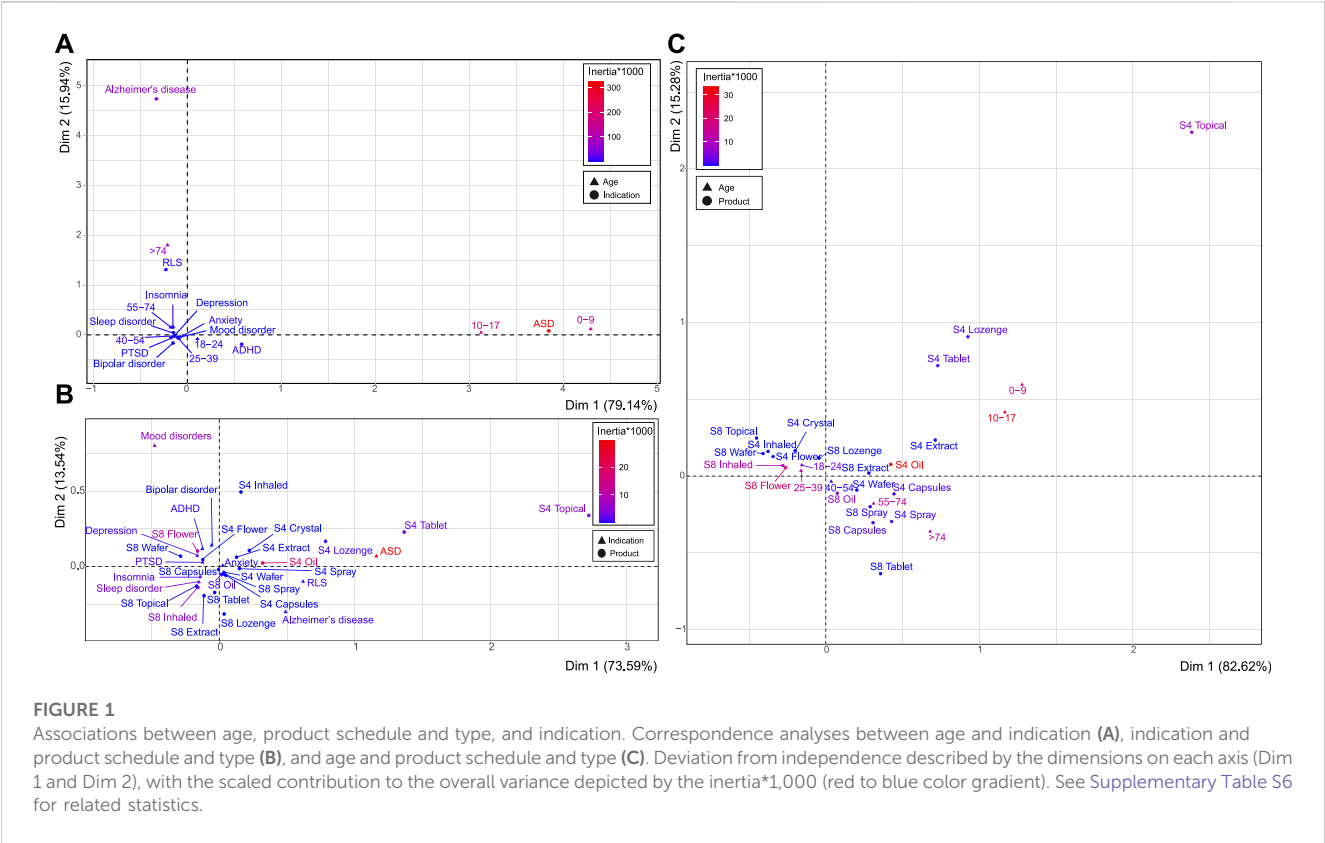 A
Dim 2 (15.94%)
5
4
3
2
1
0
Alzheimer's disease
>74
RLS
Insomnia
55−74
Depression
Sleep disorder
Anxiety
Mood disorder
40−54
18−24
PTSD
ADHD
25−39
Bipolar disorder
10−17
ASD
0−9
Inertia*1000
300
200
100
Age
Indication
−1
0
1
2
3
4
5
Dim 1 (79.14%)
B
Dim 2 (13.54%)
0.5
0.0
Mood disorders
Bipolar disorder
S4 Inhaled
ADHD
S4 Topical
Depression
S8 Flower
S4 Flower
S4 Crystal
S4 Tablet
S8 Wafer
S4 Extract
S4 Lozenge
ASD
PTSD
Anxiety
S4 Oil
S8 Capsules
S4 Wafer
S4 Spray
Insomnia
Sleep disorder
S8 Oil
S8 Spray
RLS
S8 Topical
S8 Tablet
S4 Capsules
S8 Inhaled
S8 Lozenge
Alzheimer's disease
S8 Extract
Inertia*1000
20
10
Indication
Product
0
1
2
3
Dim 1 (73.59%)
C
Dim 2 (15.28%)
2
1
0
−1
Inertia*1000
30
20
10
Age
Product
S4 Topical
S4 Lozenge
S4 Tablet
0−9
10−17
S8 Topical
S4 Crystal
S4 Inhaled
S4 Extract
S8 Wafer
S4 Flower
S8 Lozenge
S8 Inhaled
18−24
S8 Extract
S4 Oil
S8 Flower
25−39
40−54
S4 Wafer
S4 Capsules
S8 Oil
55−74
S8 Spray
S4 Spray
S8 Capsules
>74
S8 Tablet
0
1
2
Dim 1 (82.62%)
FIGURE 1
Associations between age, product schedule and type, and indication. Correspondence analyses between age and indication (A), indication and
product schedule and type (B), and age and product schedule and type (C). Deviation from independence described by the dimensions on each axis (Dim
1 and Dim 2), with the scaled contribution to the overall variance depicted by the inertia*1,000 (red to blue color gradient). See Supplementary Table S6
for related statistics.